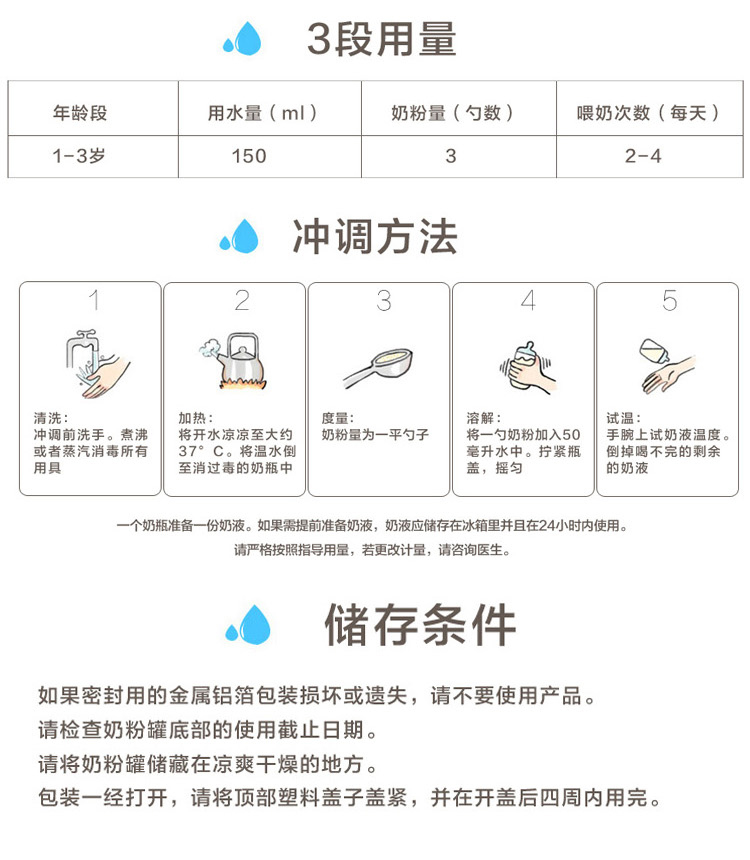 3段用量
年龄段 用水量（ml） 奶粉量（勺数） 喂奶次数（每天）
1-3岁 150 3 2-4
冲调方法
1
清洗：
冲调前洗手。煮沸
或者蒸汽消毒所有
用具
2
加热：
将开水凉凉至大约
37°C。将温水倒
至消过毒的奶瓶中
3
度量：
奶粉量为一平勺子
4
溶解：
将一勺奶粉加入50
毫升水中。拧紧瓶
盖，摇匀
5
试温：
手腕上试奶液温度。
倒掉喝不完的剩余
的奶液
一个奶瓶准备一份奶液。如果需提前准备奶液，奶液应储存在冰箱里并且在24小时内使用。
请严格按照指导用量，若更改计量，请咨询医生。
储存条件
如果密封用的金属铝箔包装损坏或遗失，请不要使用产品。
请检查奶粉罐底部的使用截止日期。
请将奶粉罐储藏在凉爽干燥的地方。
包装一经打开，请将顶部塑料盖子盖紧，并在开盖后四周内用完。